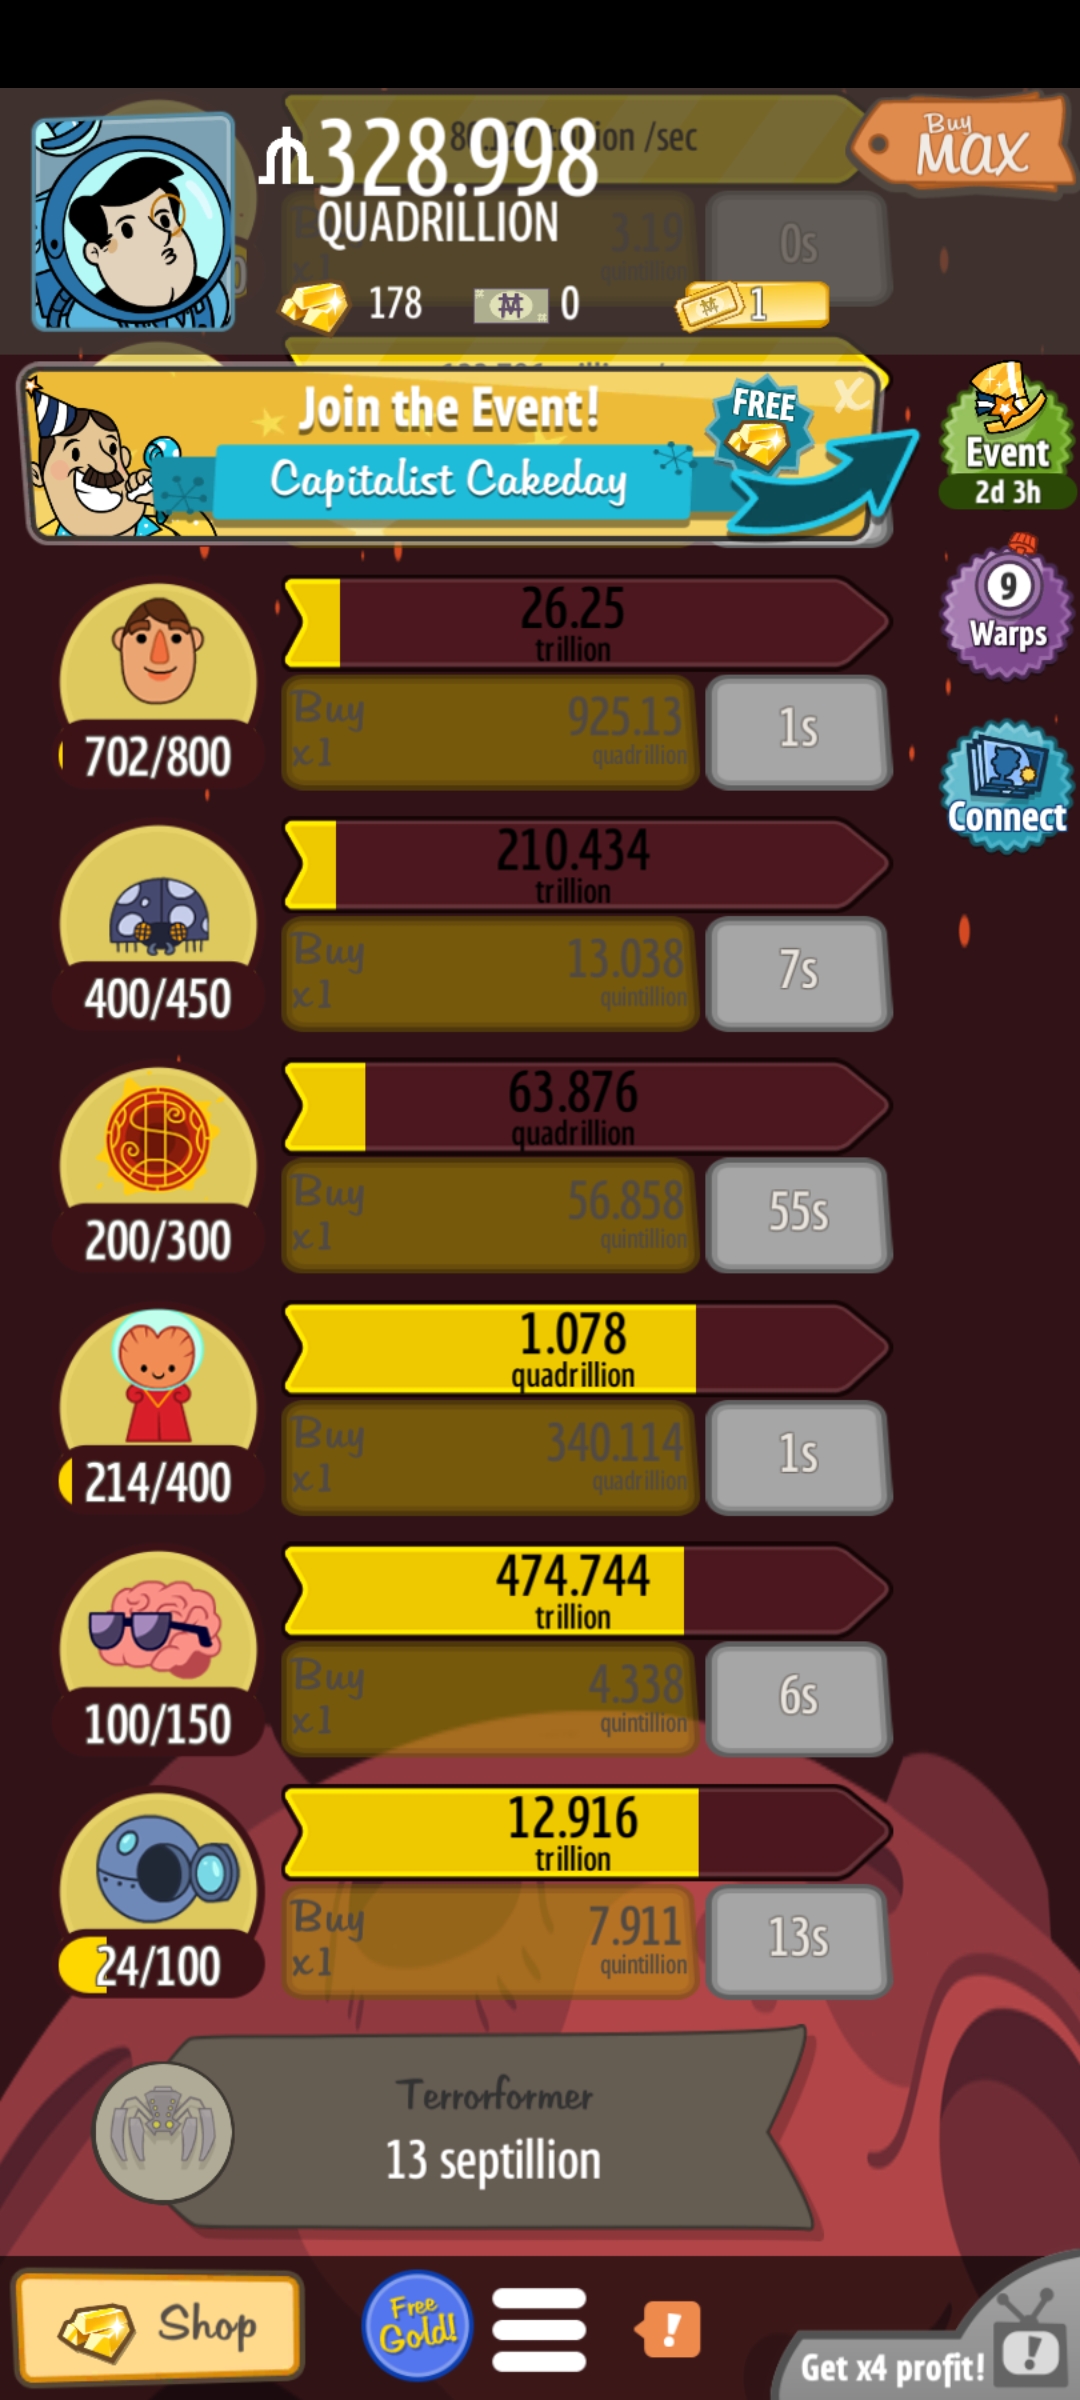 Buy
MAX
328.998
QUADRILLION
/sec
3.19
0s
178
0
1
Join the Event!
FREE
X
Capitalist Cakeday
Event
2d 3h
26.25
trillion
9
Warps
702/800
Buy
x1
925.13
quadrillion
1s
Connect
210.434
trillion
400/450
Buy
x1
13.038
quintillion
7s
63.876
quadrillion
200/300
Buy
x1
56.858
quintillion
55s
1.078
quadrillion
214/400
Buy
x1
340.114
quadrillion
1s
474.744
trillion
100/150
Buy
x1
4.338
quintillion
6s
12.916
trillion
24/100
Buy
x1
7.911
quintillion
13s
Terrorformer
13 septillion
Shop
Free
Gold!
!
Get x4 profit!
!